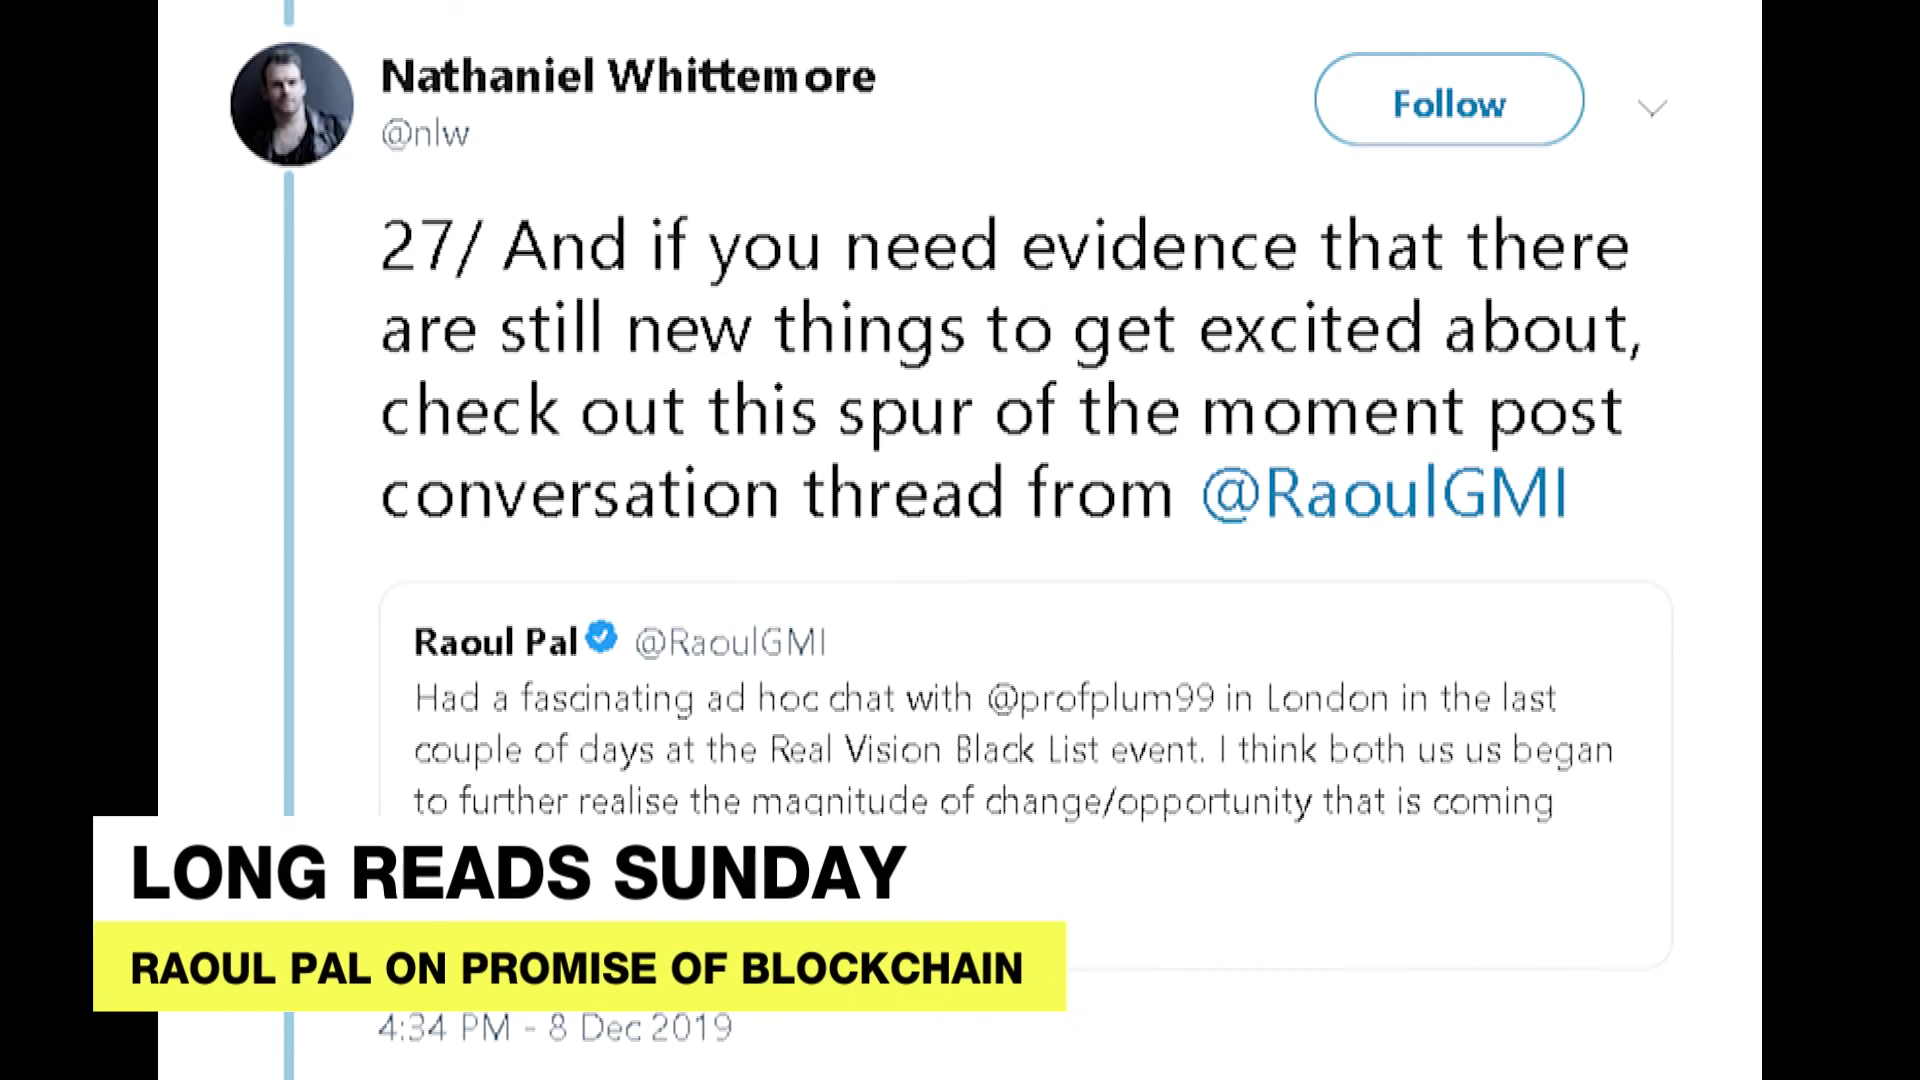 Nathaniel Whittemore
@nlw
Follow
27/ And if you need evidence that there
are still new things to get excited about,
check out this spur of the moment post
conversation thread from @RaoulGMI
Raoul Pal @RaoulGMI
Had a fascinating ad hoc chat with @profplum99 in London in the last
couple of days at the Real Vision Black List event. I think both us us began
to further realise the magnitude of change/opportunity that is coming
LONG READS SUNDAY
RAOUL PAL ON PROMISE OF BLOCKCHAIN
4:34 PM - 8 Dec 2019